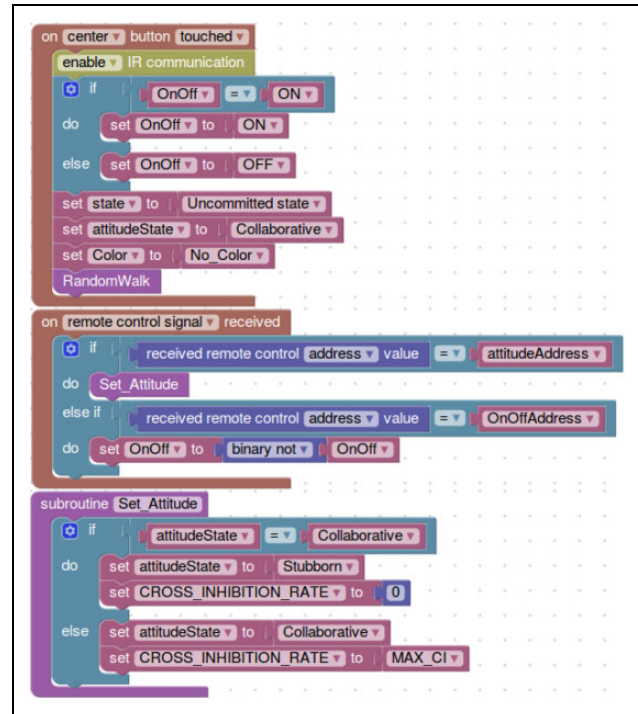 on center button touched
enable IR communication
if OnOff = ON
do set OnOff to ON
else set OnOff to OFF
set state to Uncommitted state
set attitudeState to Collaborative
set Color to No_Color
RandomWalk
on remote control signal received
if received remote control address value = attitudeAddress
do Set_Attitude
else if received remote control address value = OnOffAddress
do set OnOff to binary not OnOff
subroutine Set_Attitude
if attitudeState = Collaborative
do set attitudeState to Stubborn
set CROSS_INHIBITION_RATE to 0
else set attitudeState to Collaborative
set CROSS_INHIBITION_RATE to MAX_CI